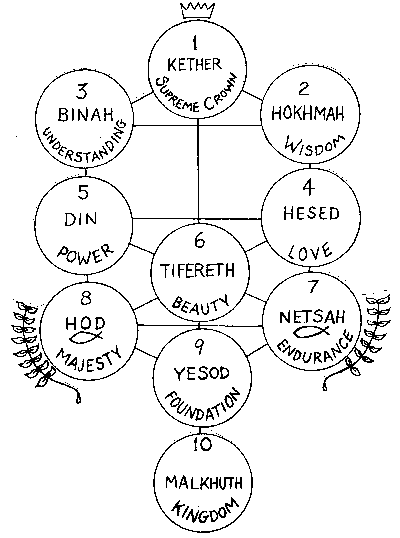 1
KETHER
SUPREME CROWN
2
HOKHMAH
WISDOM
3
BINAH
UNDERSTANDING
4
HESED
LOVE
5
DIN
POWER
6
TIFERETH
BEAUTY
7
NETSAH
ENDURANCE
8
HOD
MAJESTY
9
YESOD
FOUNDATION
10
MALKHUTH
KINGDOM